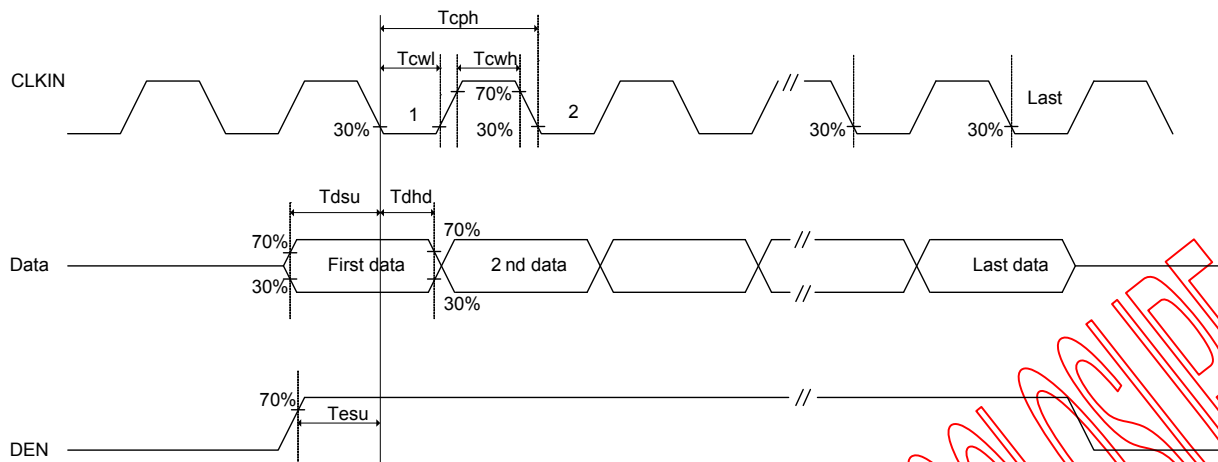 Tcph
Tcwl Tcwh
CLKIN
70%
30% 1 30% 2 30% 30% Last
Tdsu Tdhd
70% 70%
Data First data 2 nd data Last data
30% 30%
70%
Tesu
DEN